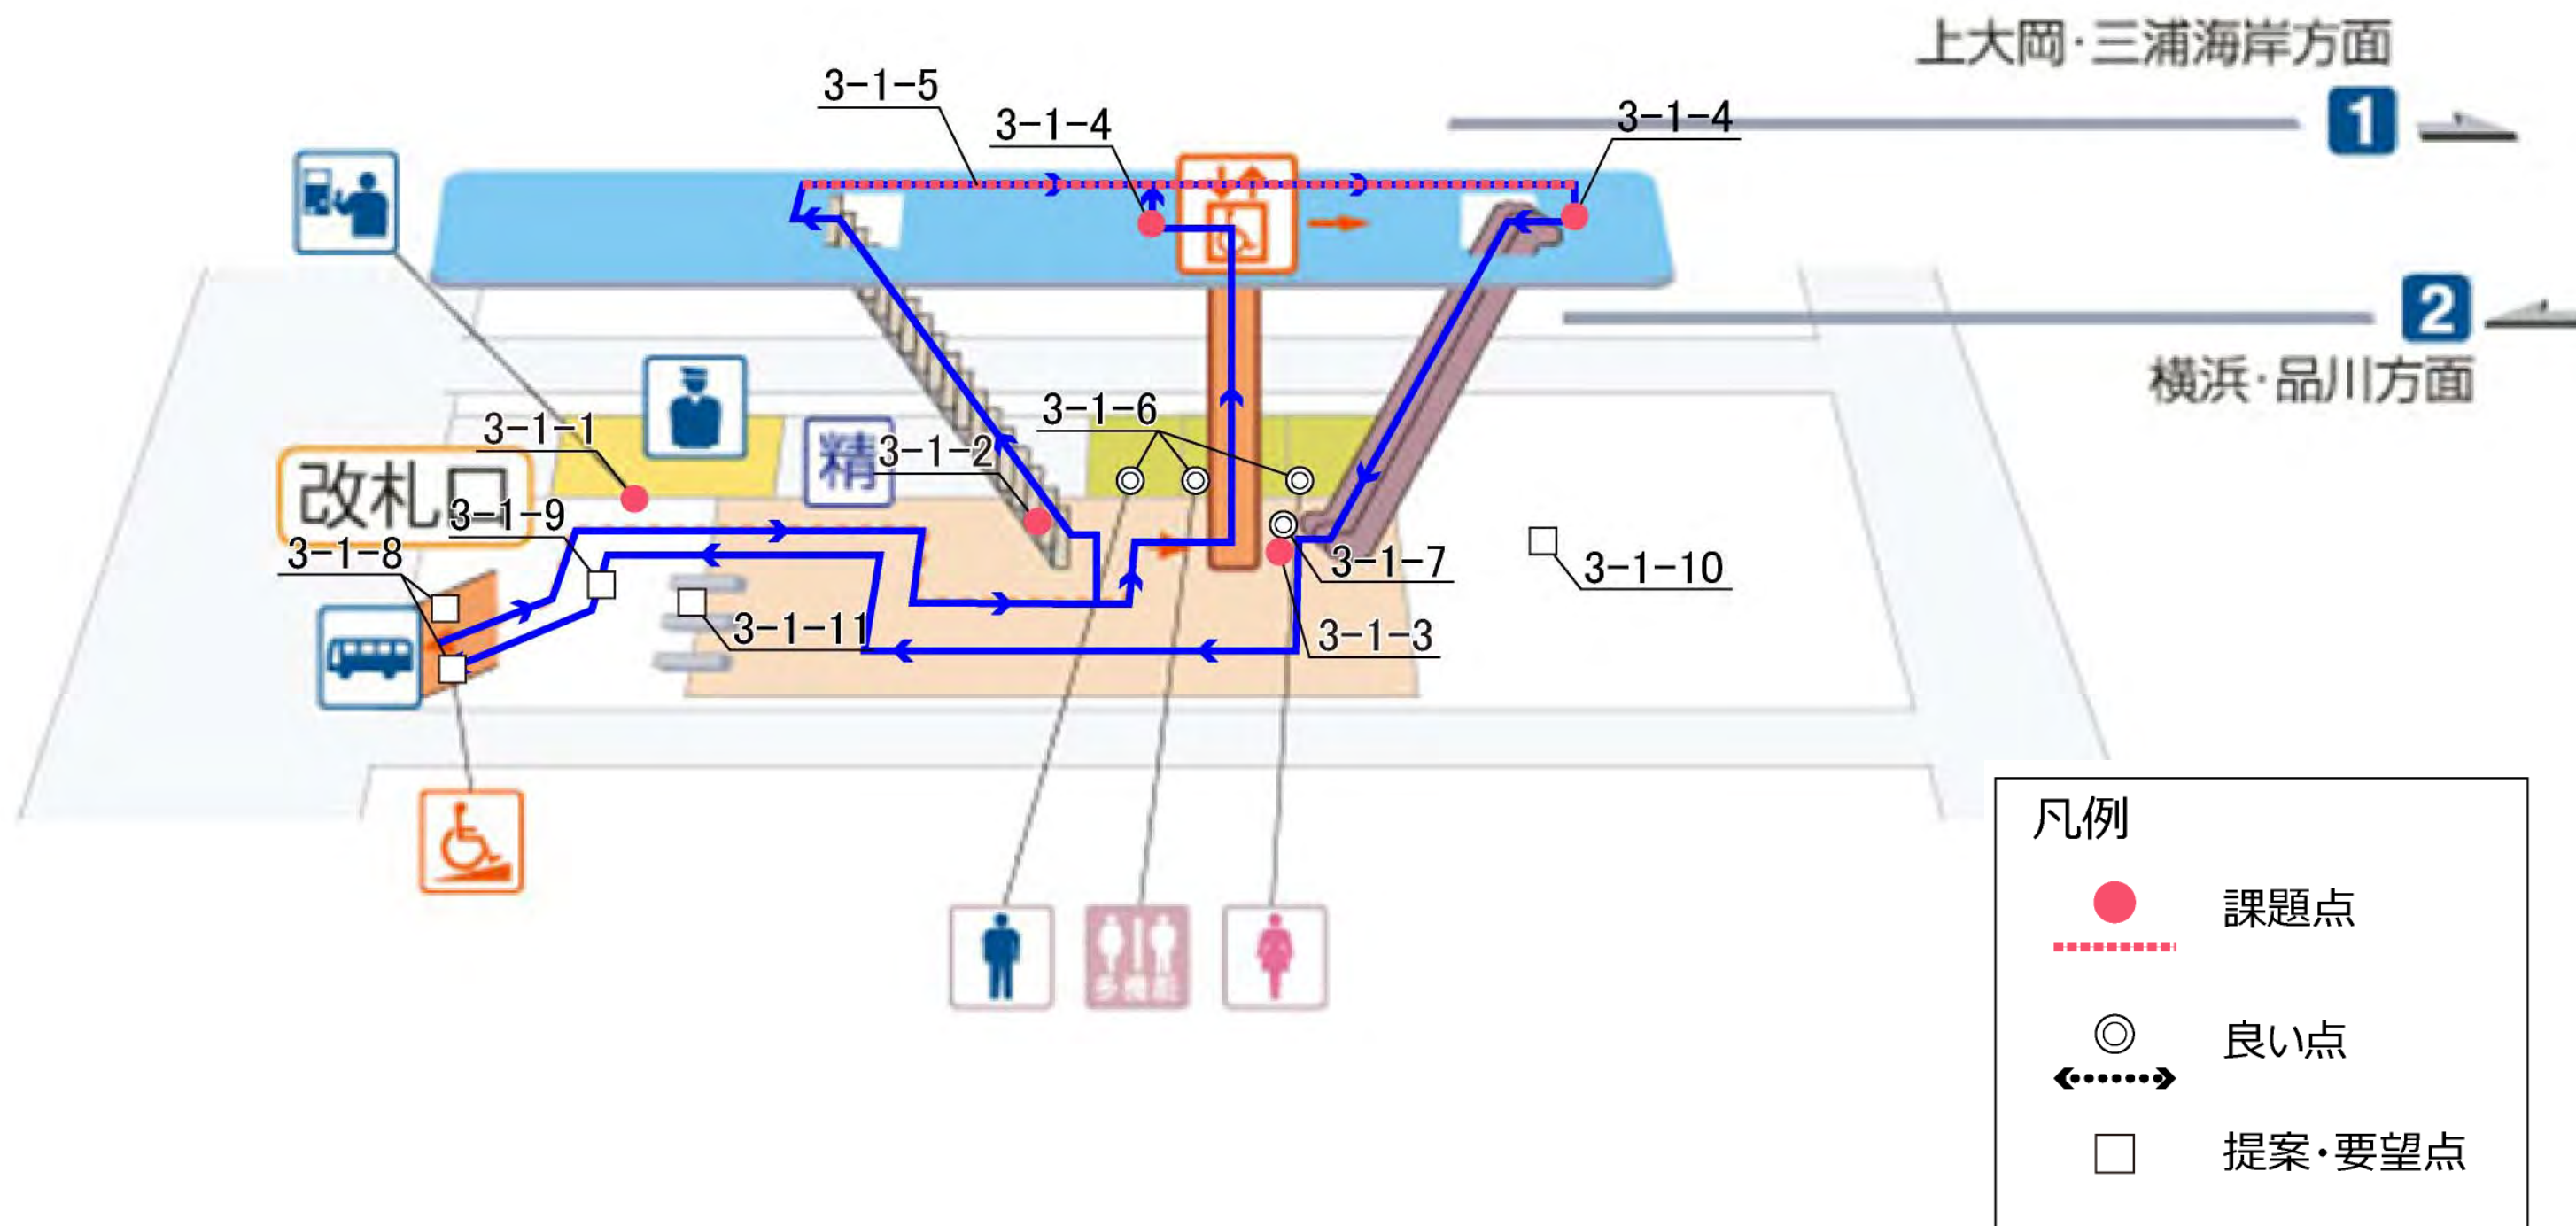 上大岡･三浦海岸方面
3-1-5
3-1-4
3-1-4
1
2
横浜･品川方面
3-1-6
3-1-1
精
3-1-2
改札口
3-1-9
3-1-8
3-1-7
3-1-10
3-1-11
3-1-3
多機能
凡例
課題点
良い点
提案･要望点